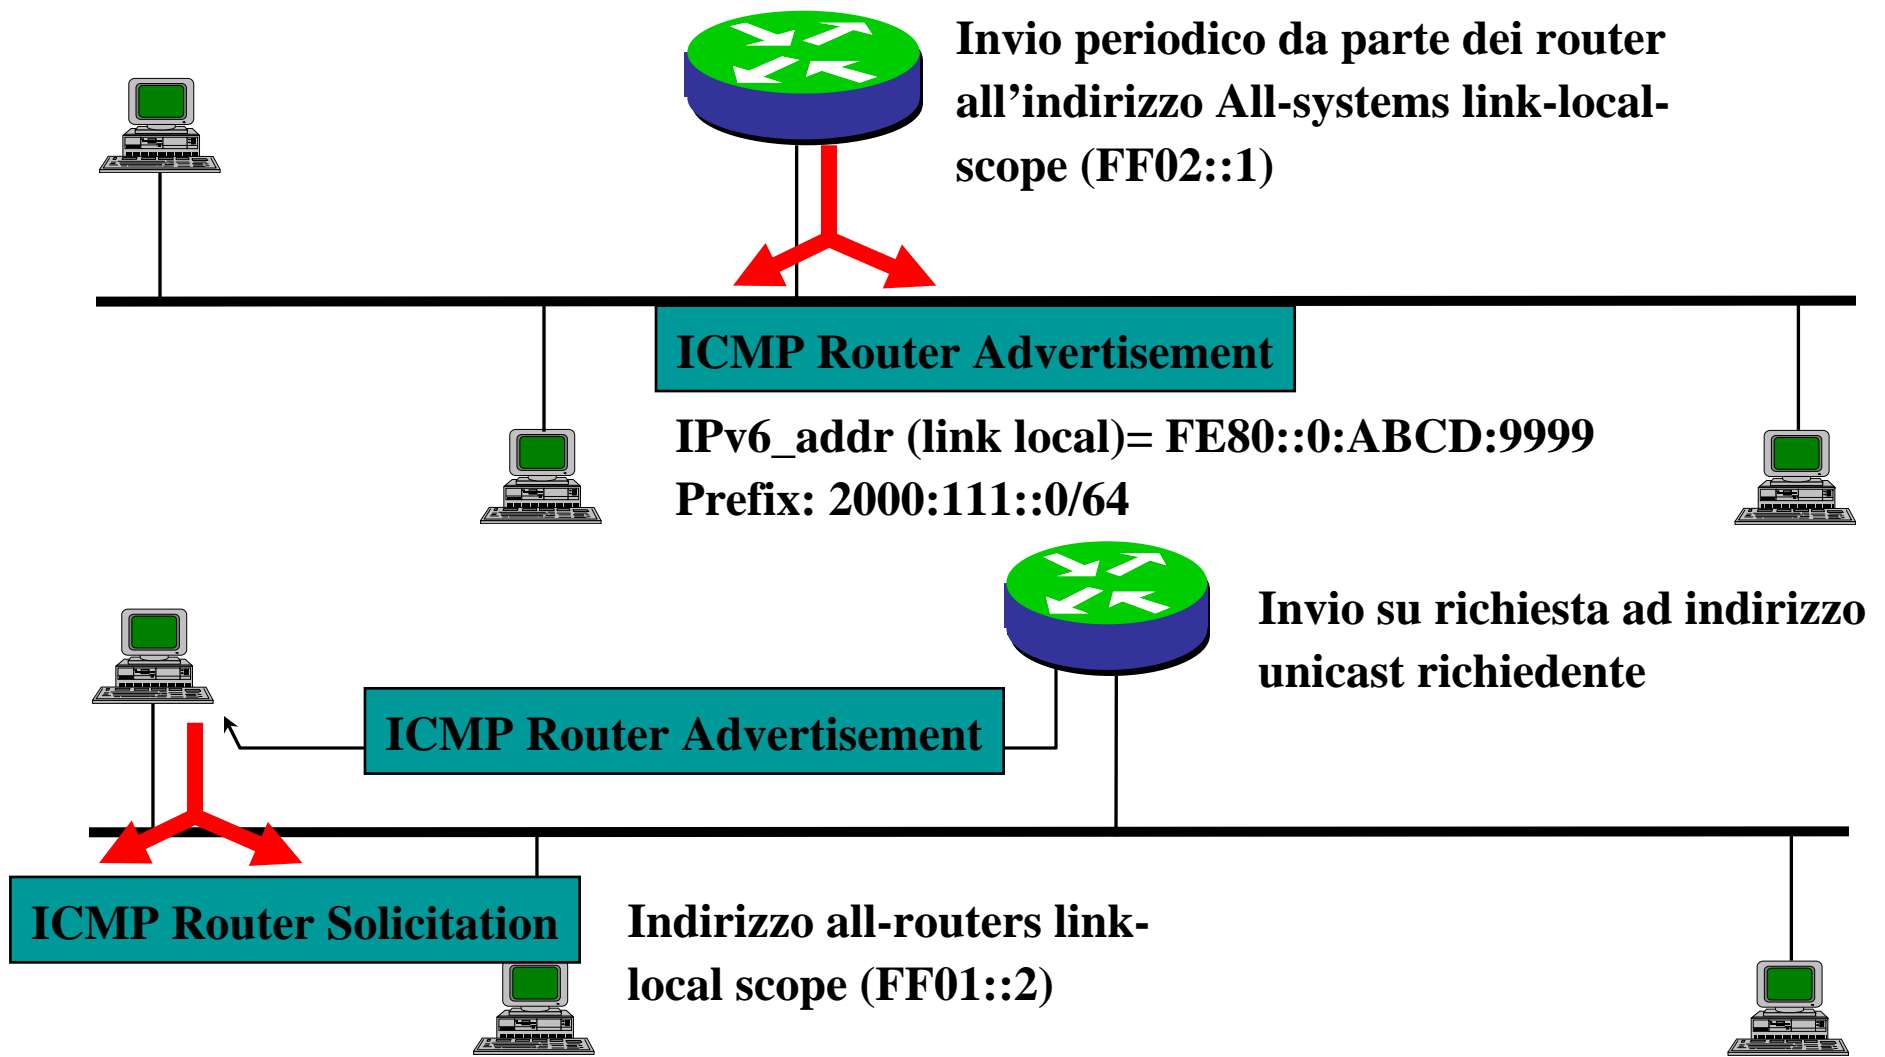 Invio periodico da parte dei router
all’indirizzo All-systems link-local-
scope (FF02::1)
ICMP Router Advertisement
IPv6_addr (link local)= FE80::0:ABCD:9999
Prefix: 2000:111::0/64
Invio su richiesta ad indirizzo
unicast richiedente
ICMP Router Advertisement
ICMP Router Solicitation
Indirizzo all-routers link-
local scope (FF01::2)